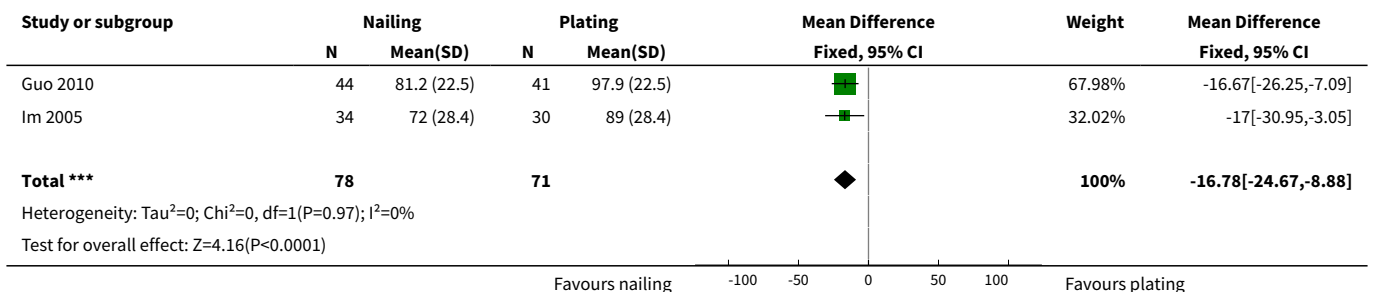 Study or subgroup Nailing Plating Mean Difference Weight Mean Difference
N Mean(SD) N Mean(SD) Fixed, 95% CI Fixed, 95% CI
Guo 2010 44 81.2 (22.5) 41 97.9 (22.5) 67.98% -16.67[-26.25,-7.09]
Im 2005 34 72 (28.4) 30 89 (28.4) 32.02% -17[-30.95,-3.05]
Total *** 78 71 100% -16.78[-24.67,-8.88]
Heterogeneity: Tau²=0; Chi²=0, df=1(P=0.97); I²=0%
Test for overall effect: Z=4.16(P<0.0001)
Favours nailing -100 -50 0 50 100 Favours plating